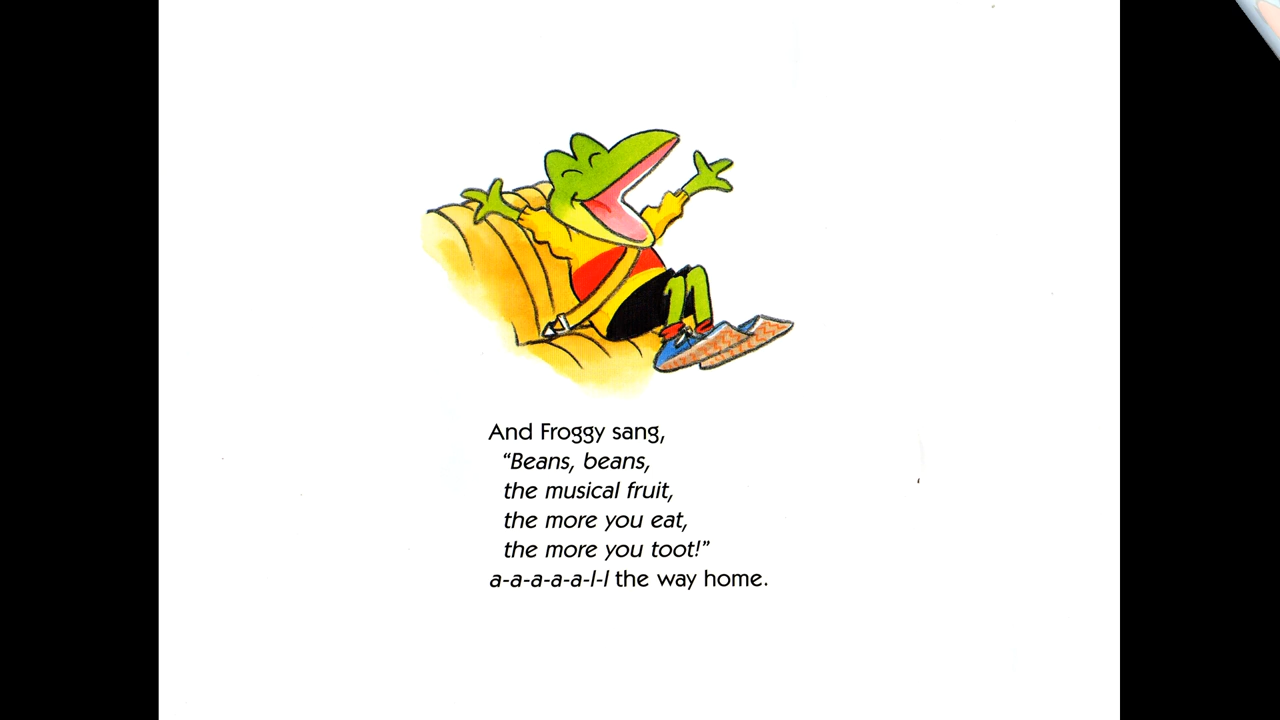 And Froggy sang,
“Beans, beans,
the musical fruit,
the more you eat,
the more you toot!”
a-a-a-a-a-l-l the way home.